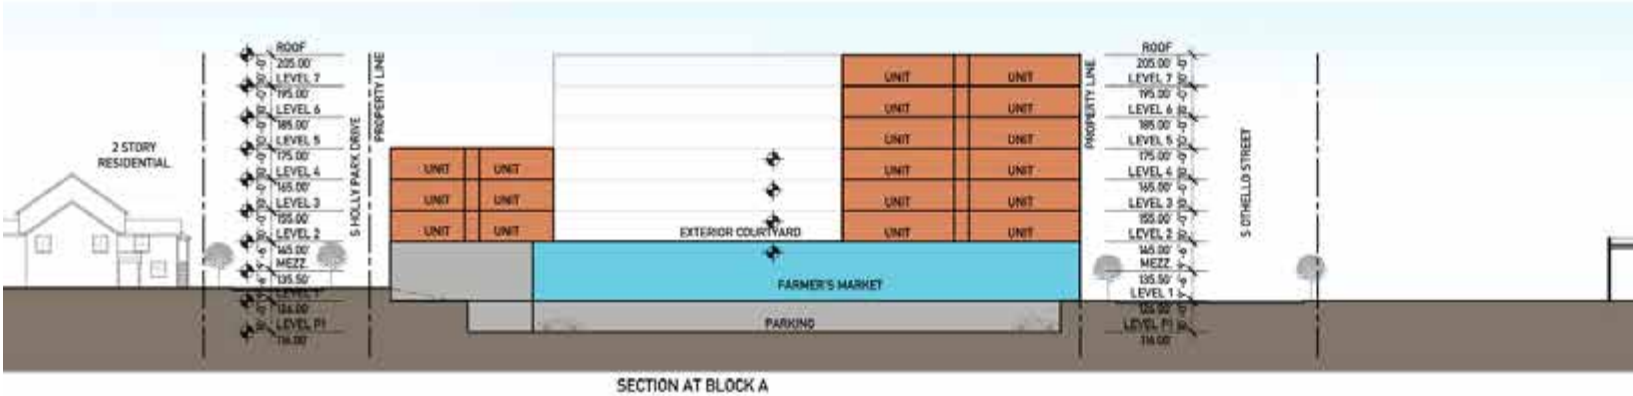 ROOF
205.00'
LEVEL 7
195.00'
LEVEL 6
185.00'
LEVEL 5
175.00'
LEVEL 4
165.00'
LEVEL 3
155.00'
LEVEL 2
145.00'
MEZZ
135.50'
LEVEL 1
126.00'
LEVEL P1
116.00'
2 STORY
RESIDENTIAL
S HOLLY PARK DRIVE
PROPERTY LINE
UNIT UNIT
UNIT UNIT
UNIT UNIT
EXTERIOR COURTYARD
UNIT UNIT
UNIT UNIT
UNIT UNIT
UNIT UNIT
UNIT UNIT
UNIT UNIT
FARMER'S MARKET
PARKING
PROPERTY LINE
ROOF
205.00'
LEVEL 7
195.00'
LEVEL 6
185.00'
LEVEL 5
175.00'
LEVEL 4
165.00'
LEVEL 3
155.00'
LEVEL 2
145.00'
MEZZ
135.50'
LEVEL 1
126.00'
LEVEL P1
116.00'
S OTHELLO STREET
SECTION AT BLOCK A